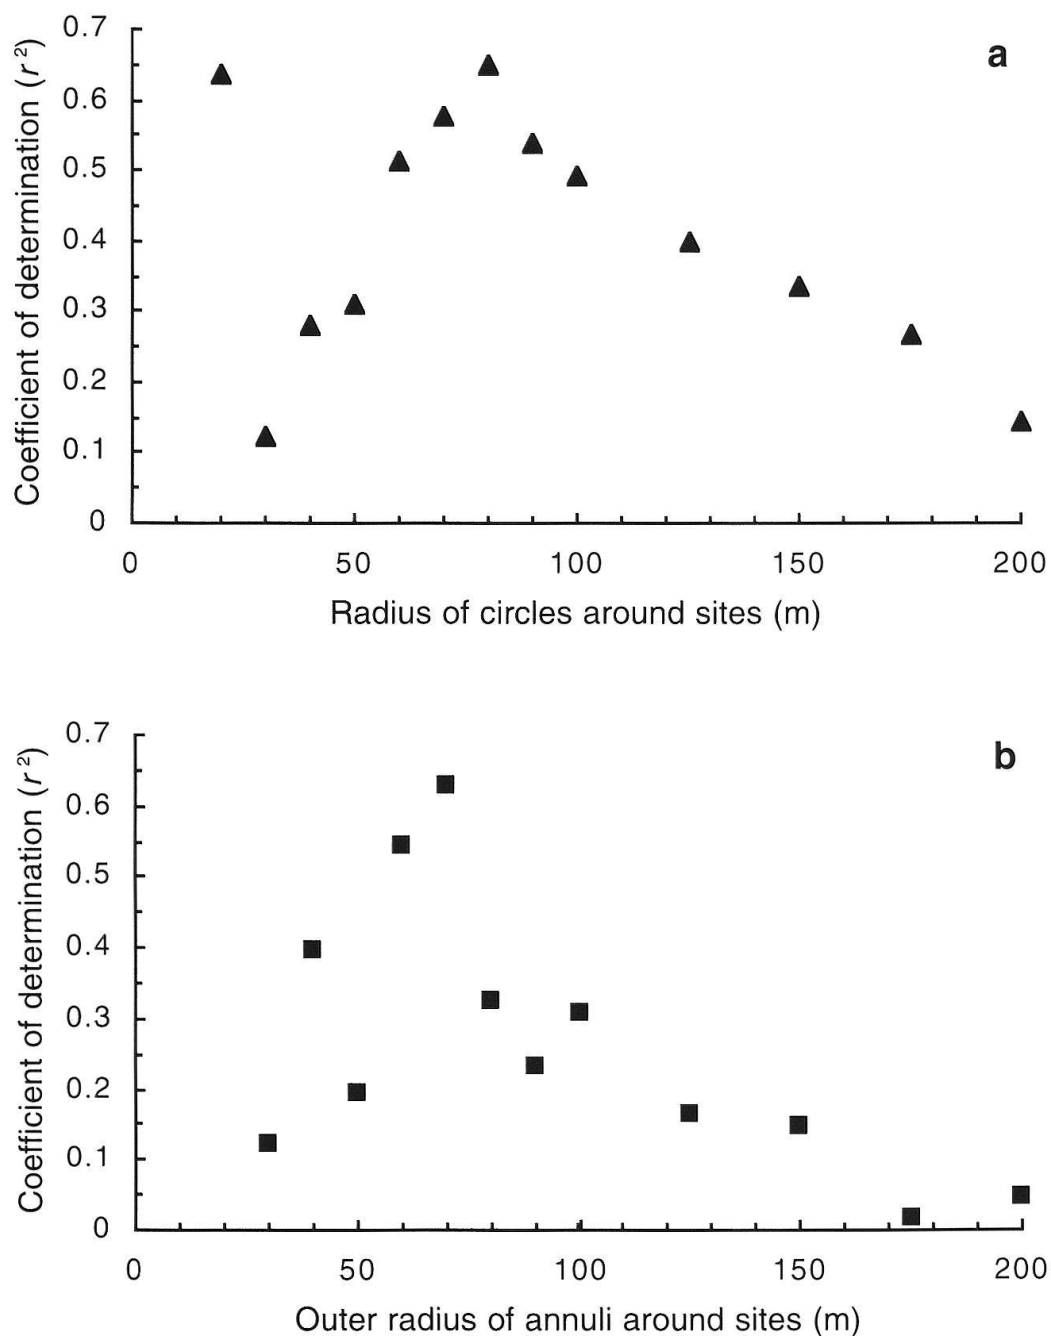 a
Coefficient of determination (r²)
0.7
0.6
0.5
0.4
0.3
0.2
0.1
0
0 50 100 150 200
Radius of circles around sites (m)
b
Coefficient of determination (r²)
0.7
0.6
0.5
0.4
0.3
0.2
0.1
0
0 50 100 150 200
Outer radius of annuli around sites (m)